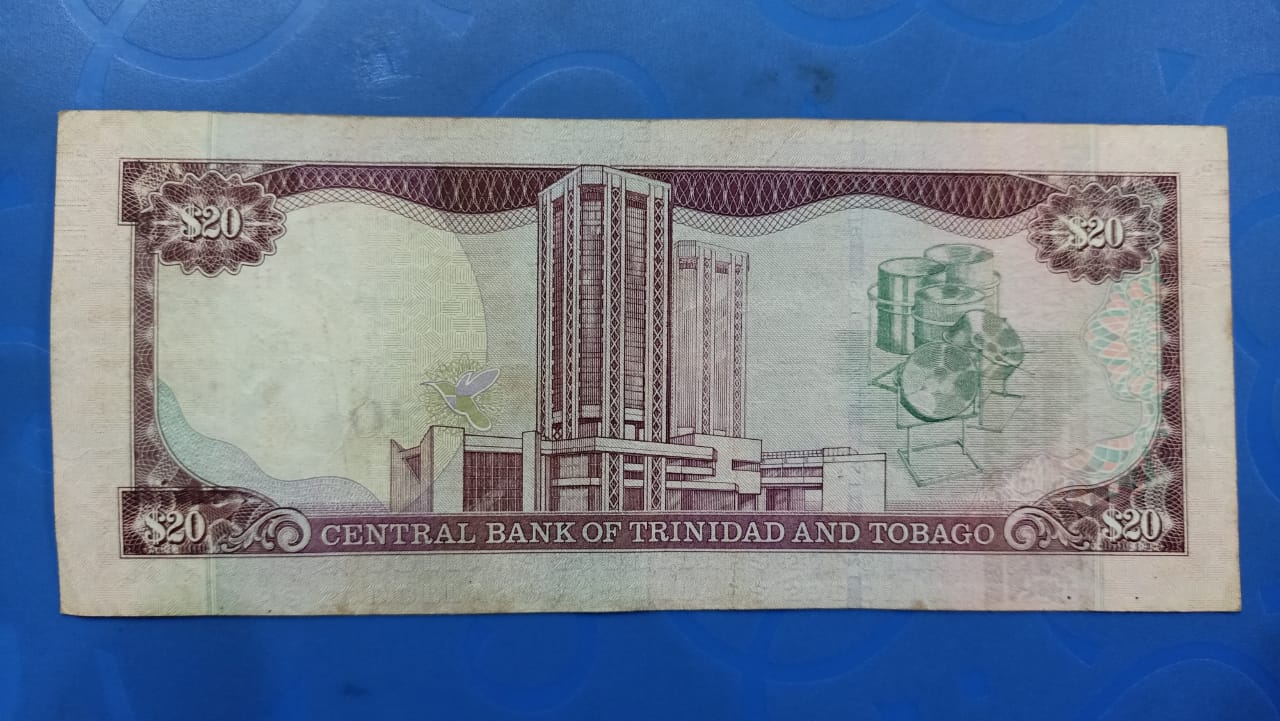 $20 $20
$20 CENTRAL BANK OF TRINIDAD AND TOBAGO $20